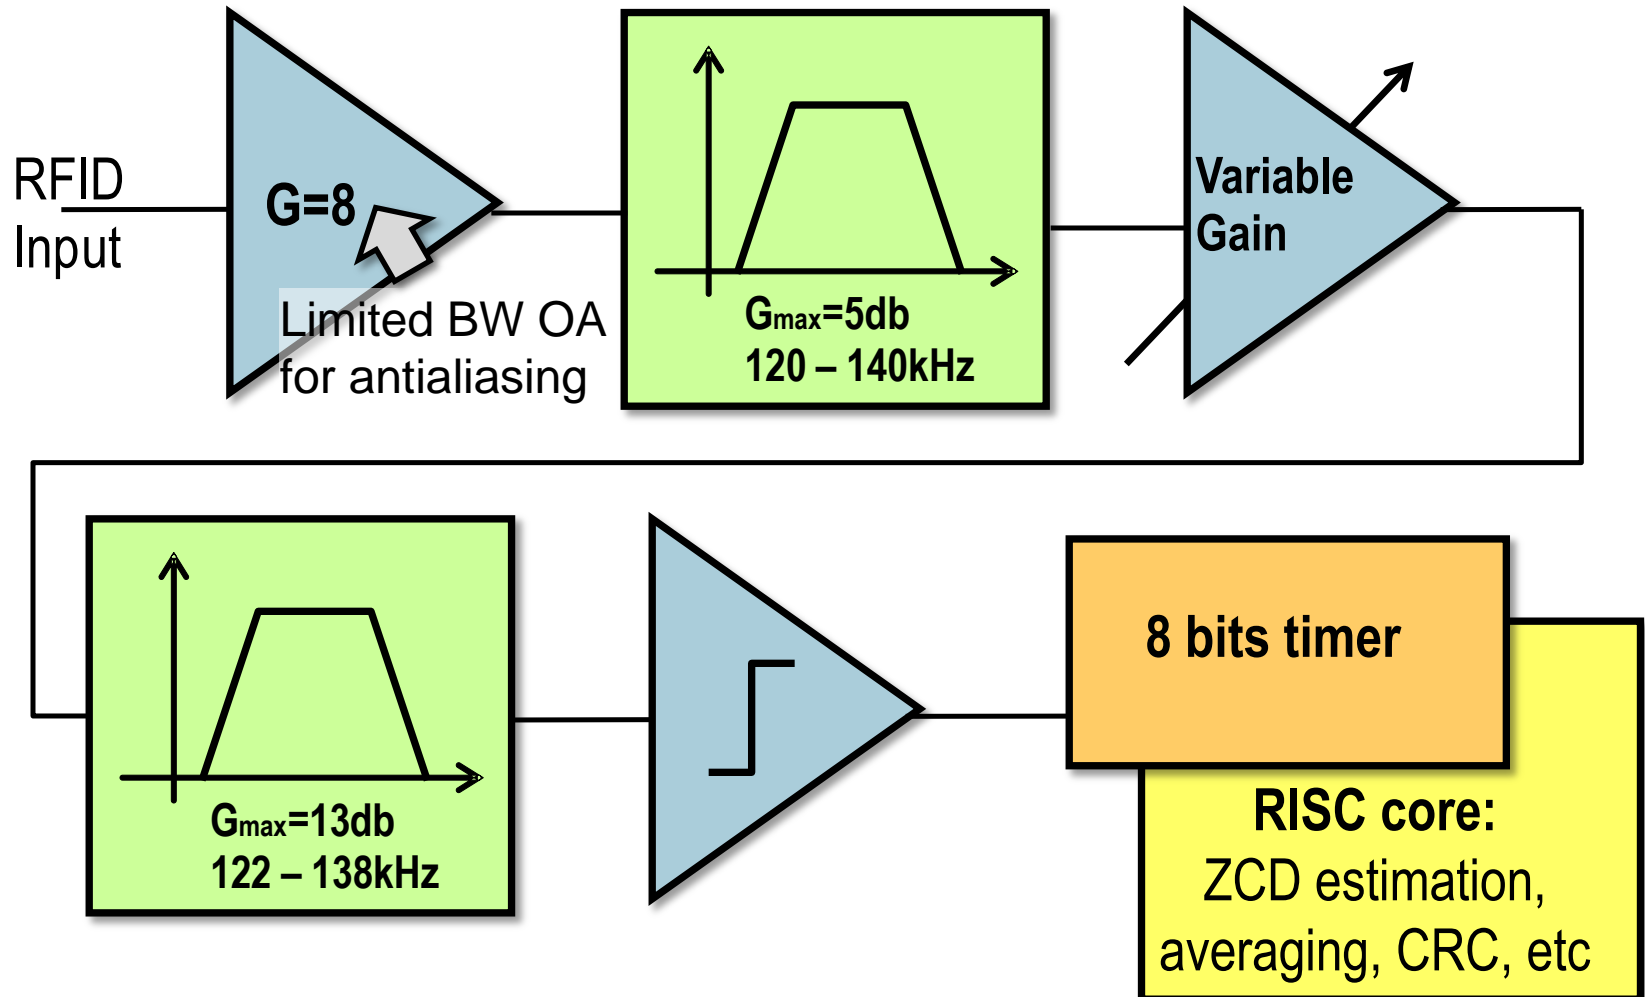 RFID
Input
G=8
Limited BW OA
for antialiasing
Gmax=5db
120 – 140kHz
Variable
Gain
Gmax=13db
122 – 138kHz
8 bits timer
RISC core:
ZCD estimation,
averaging, CRC, etc